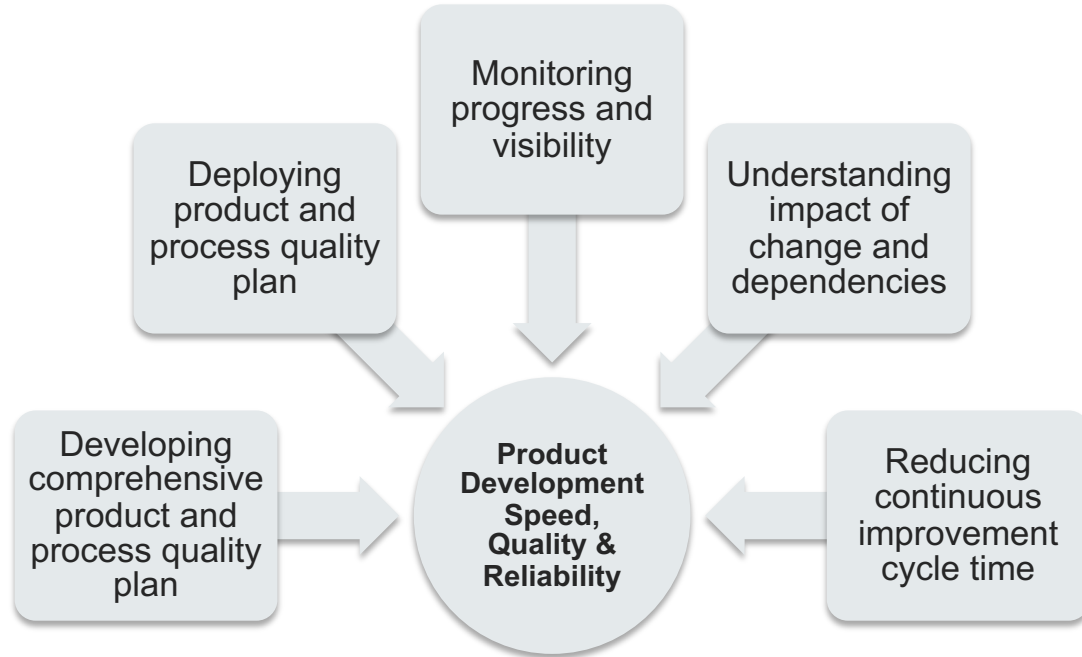 Monitoring
progress and
visibility
Deploying
product and
process quality
plan
Understanding
impact of
change and
dependencies
Developing
comprehensive
product and
process quality
plan
Product
Development
Speed,
Quality &
Reliability
Reducing
continuous
improvement
cycle time